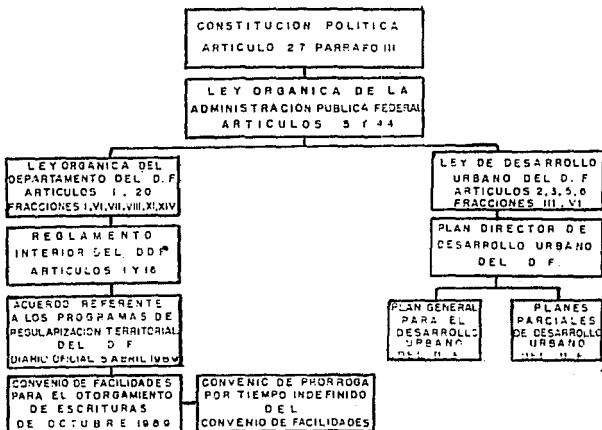 CONSTITUCION POLITICA
ARTICULO 27 PARRAFO III
LEY ORGANICA DE LA
ADMINISTRACION PUBLICA FEDERAL
ARTICULOS 5 Y 44
LEY ORGANICA DEL
DEPARTAMENTO DEL D.F.
ARTICULOS 1, 20
FRACCIONES I,VI,VII,VIII,XI,XIV
REGLAMENTO
INTERIOR DEL DDF
ARTICULOS 1 Y 16
ACUERDO REFERENTE
A LOS PROGRAMAS DE
REGULARIZACION TERRITORIAL
DEL D F
DIARIO OFICIAL 5 ABRIL 1989
CONVENIO DE FACILIDADES
PARA EL OTORGAMIENTO
DE ESCRITURAS
DE OCTUBRE 1989
CONVENIO DE PRORROGA
POR TIEMPO INDEFINIDO
DEL
CONVENIO DE FACILIDADES
LEY DE DESARROLLO
URBANO DEL D.F
ARTICULOS 2,3,5,6
FRACCIONES III, VI
PLAN DIRECTOR DE
DESARROLLO URBANO
DEL D F.
PLAN GENERAL
PARA EL
DESARROLLO
URBANO
PLANES
PARCIALES
DE DESARROLLO
URBANO